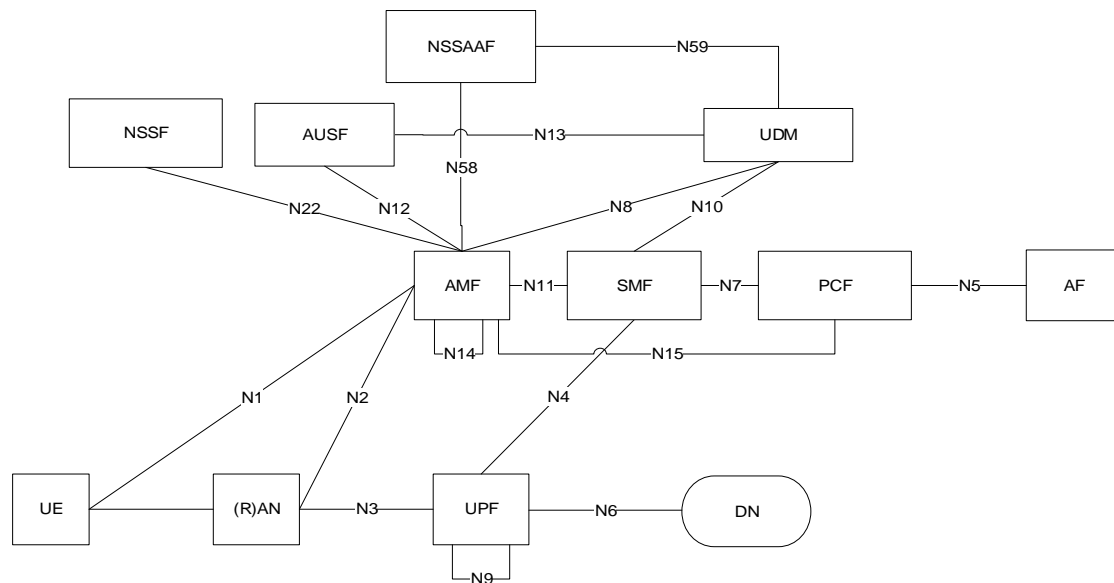 NSSAAF
N59
NSSF
AUSF
N13
UDM
N58
N22
N12
N8
N10
AMF
N11
SMF
N7
PCF
N5
AF
N14
N15
N1
N2
N4
UE
(R)AN
N3
UPF
N6
DN
N9